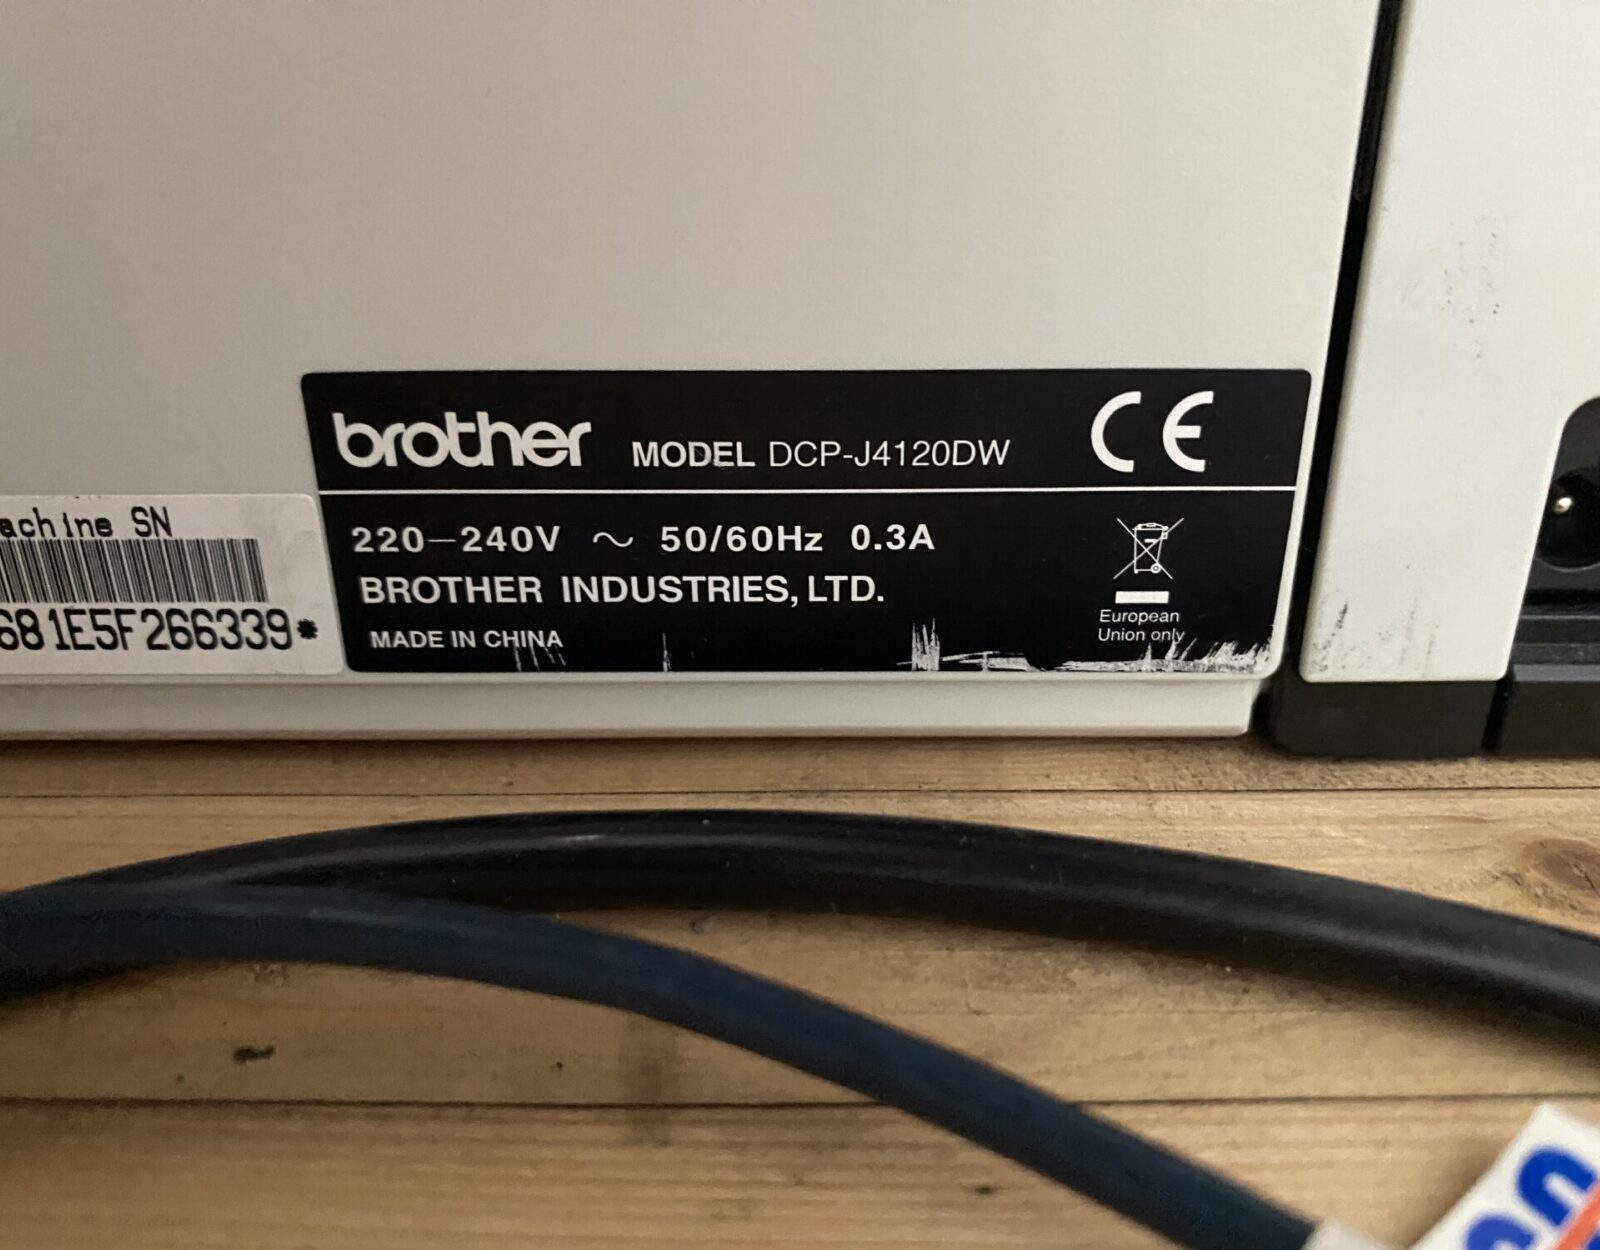 brother MODEL DCP-J4120DW CE
achine SN
681E5F266339*
220-240V ~ 50/60Hz 0.3A
BROTHER INDUSTRIES, LTD.
MADE IN CHINA
European
Union only